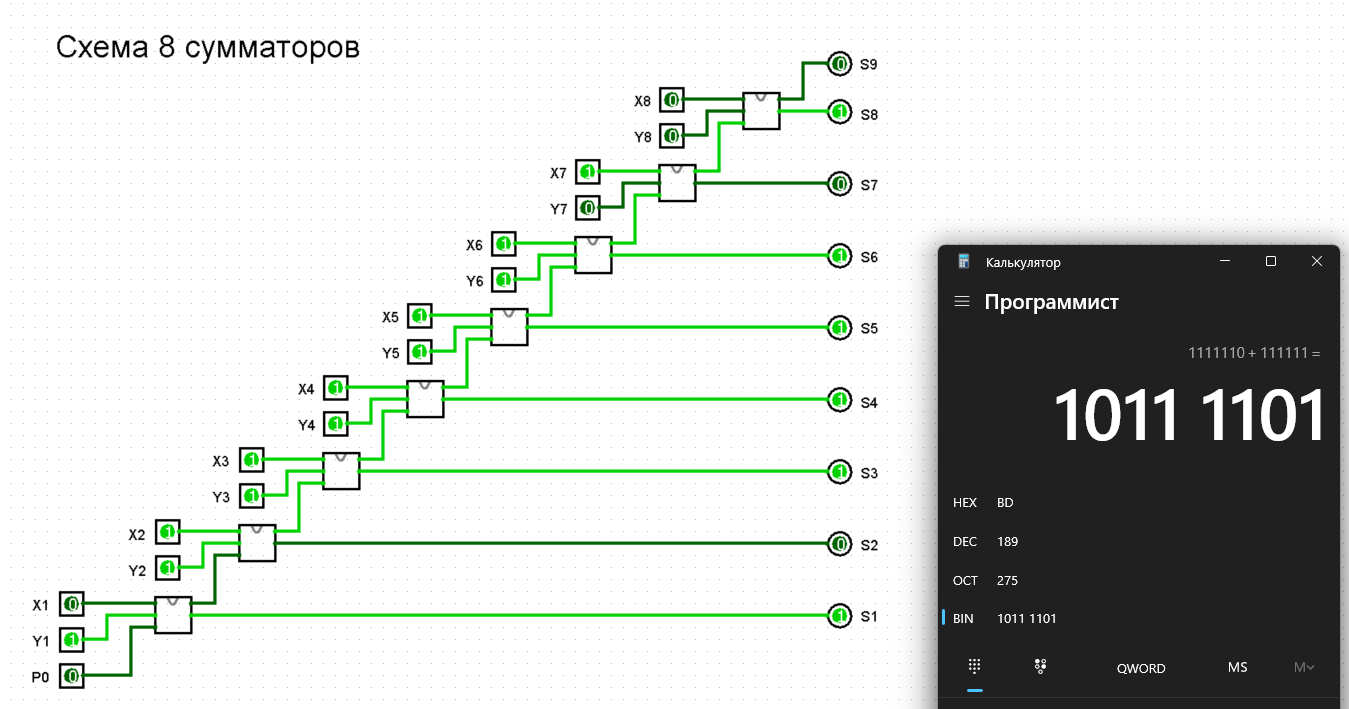 Схема 8 сумматоров
0 S9
X8 0
1 S8
Y8 0
X7 1
0 S7
Y7 0
X6 1
1 S6
Y6 1
X5 1
1 S5
Y5 1
X4 1
1 S4
Y4 1
X3 1
1 S3
Y3 1
X2 1
0 S2
Y2 1
X1 0
1 S1
Y1 1
P0 0
Калькулятор
Программист
1111110 + 111111 =
1011 1101
HEX BD
DEC 189
OCT 275
BIN 1011 1101
QWORD MS M